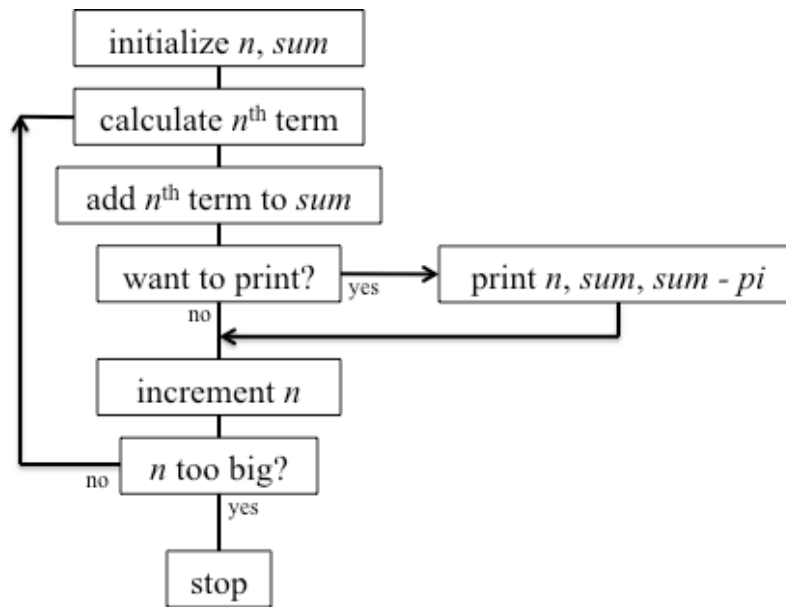 initialize n, sum
calculate nth term
add nth term to sum
want to print?
yes
print n, sum, sum - pi
no
increment n
n too big?
no
yes
stop